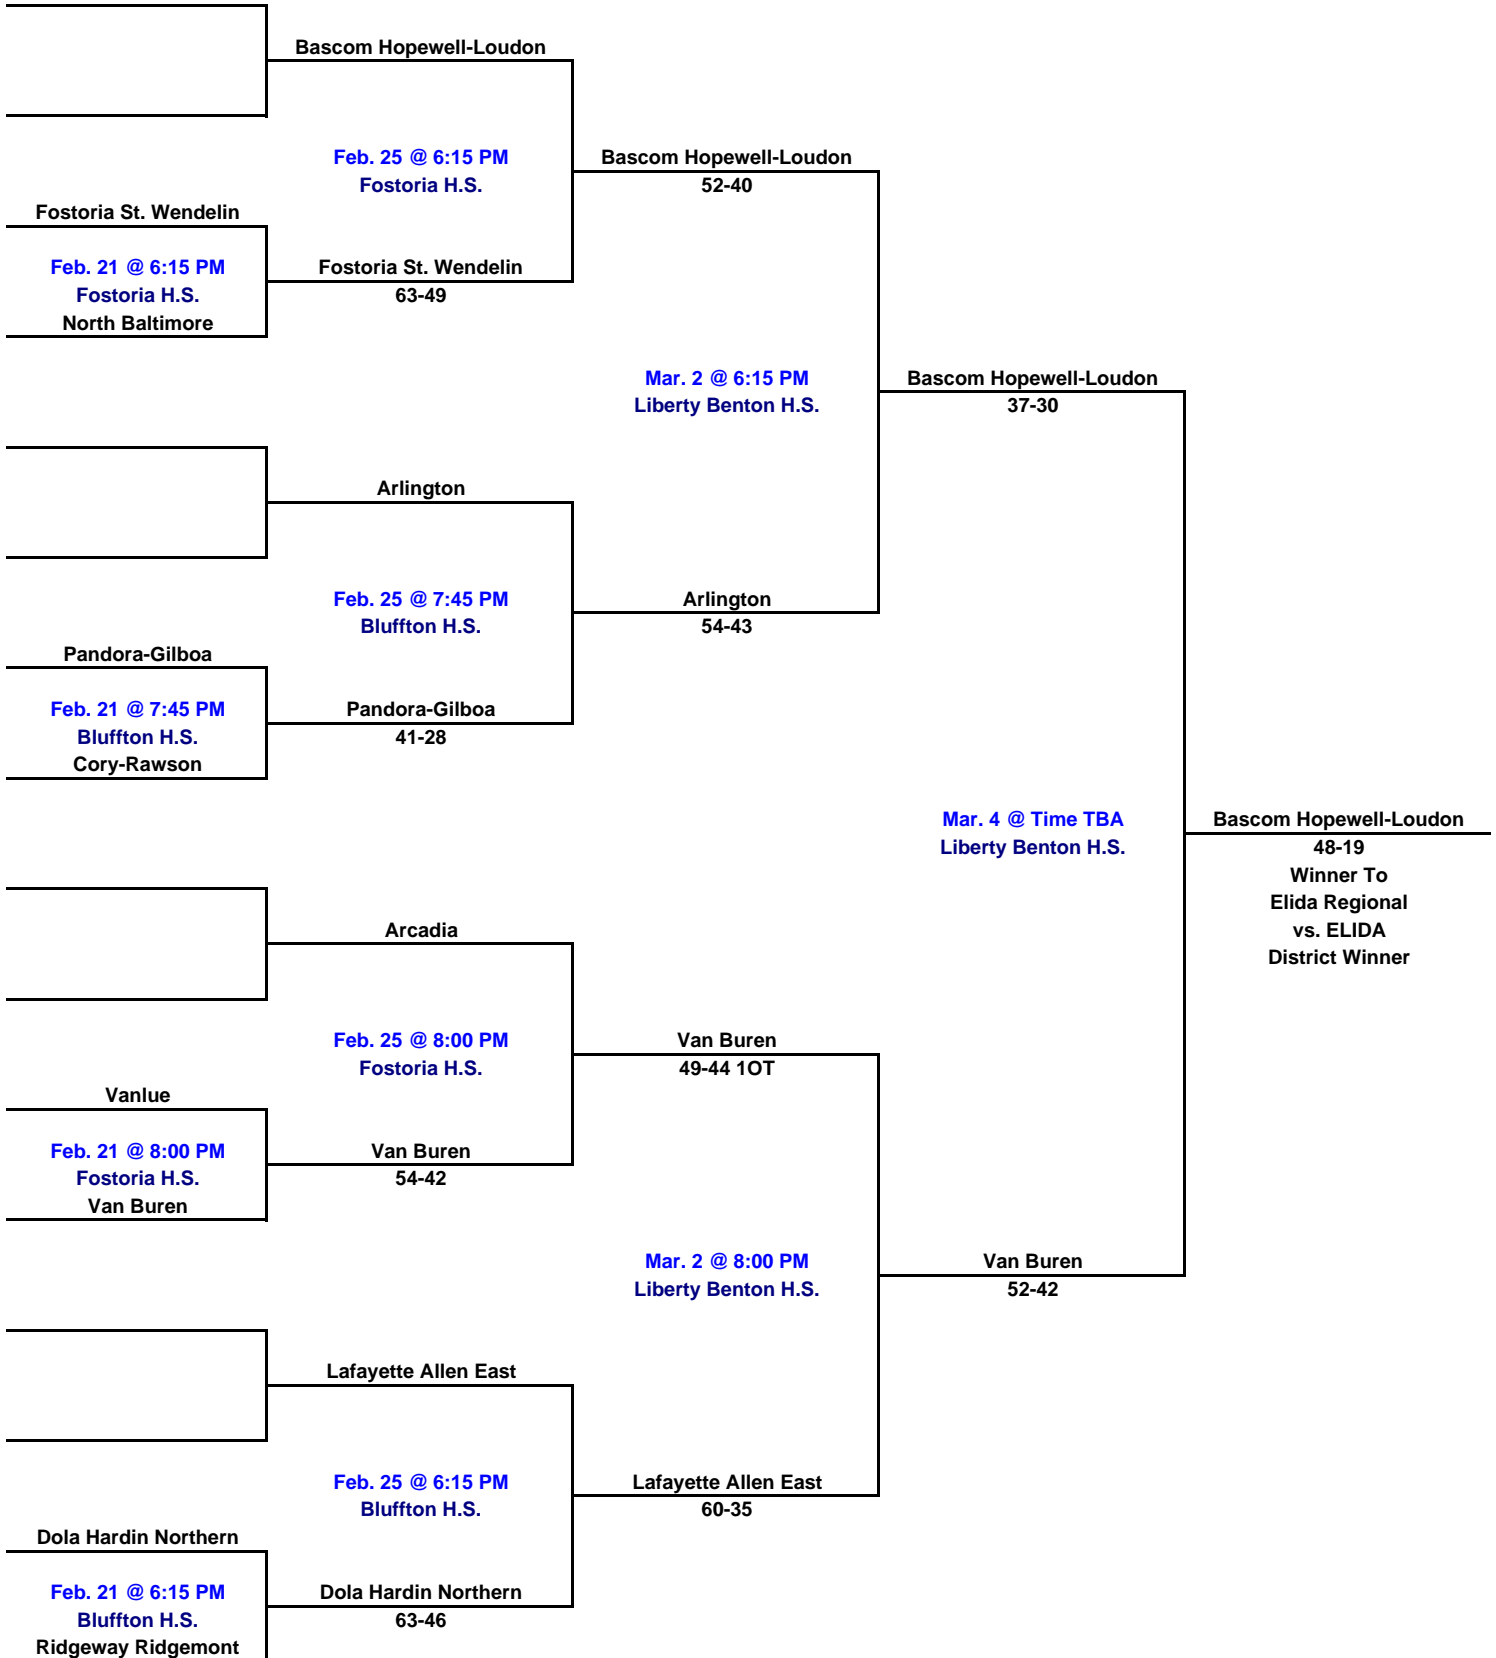 Bascom Hopewell-Loudon
Feb. 25 @ 6:15 PM
Fostoria H.S.
Bascom Hopewell-Loudon
52-40
Fostoria St. Wendelin
Feb. 21 @ 6:15 PM
Fostoria H.S.
North Baltimore
Fostoria St. Wendelin
63-49
Mar. 2 @ 6:15 PM
Liberty Benton H.S.
Bascom Hopewell-Loudon
37-30
Arlington
Feb. 25 @ 7:45 PM
Bluffton H.S.
Arlington
54-43
Pandora-Gilboa
Feb. 21 @ 7:45 PM
Bluffton H.S.
Cory-Rawson
Pandora-Gilboa
41-28
Mar. 4 @ Time TBA
Liberty Benton H.S.
Bascom Hopewell-Loudon
48-19
Winner To
Elida Regional
vs. ELIDA
District Winner
Arcadia
Feb. 25 @ 8:00 PM
Fostoria H.S.
Van Buren
49-44 1OT
Vanlue
Feb. 21 @ 8:00 PM
Fostoria H.S.
Van Buren
Van Buren
54-42
Mar. 2 @ 8:00 PM
Liberty Benton H.S.
Van Buren
52-42
Lafayette Allen East
Feb. 25 @ 6:15 PM
Bluffton H.S.
Lafayette Allen East
60-35
Dola Hardin Northern
Feb. 21 @ 6:15 PM
Bluffton H.S.
Ridgeway Ridgemont
Dola Hardin Northern
63-46